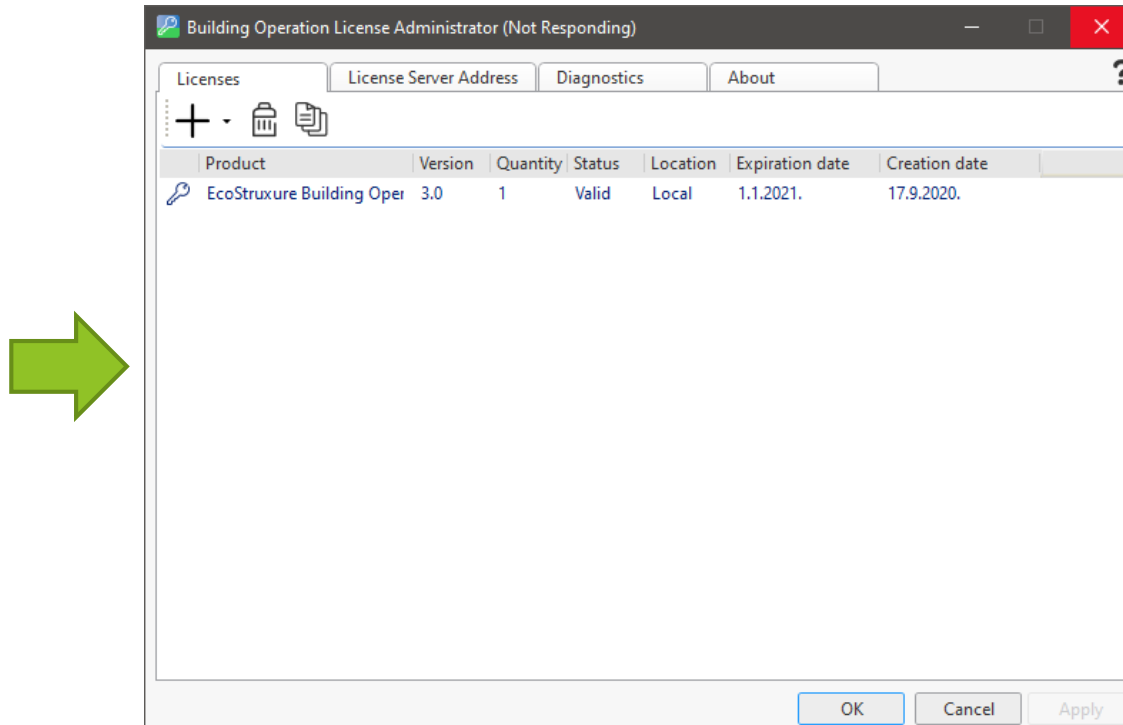 Building Operation License Administrator (Not Responding)
Licenses License Server Address Diagnostics About ?
Product Version Quantity Status Location Expiration date Creation date
EcoStruxure Building Oper 3.0 1 Valid Local 1.1.2021. 17.9.2020.
OK Cancel Apply